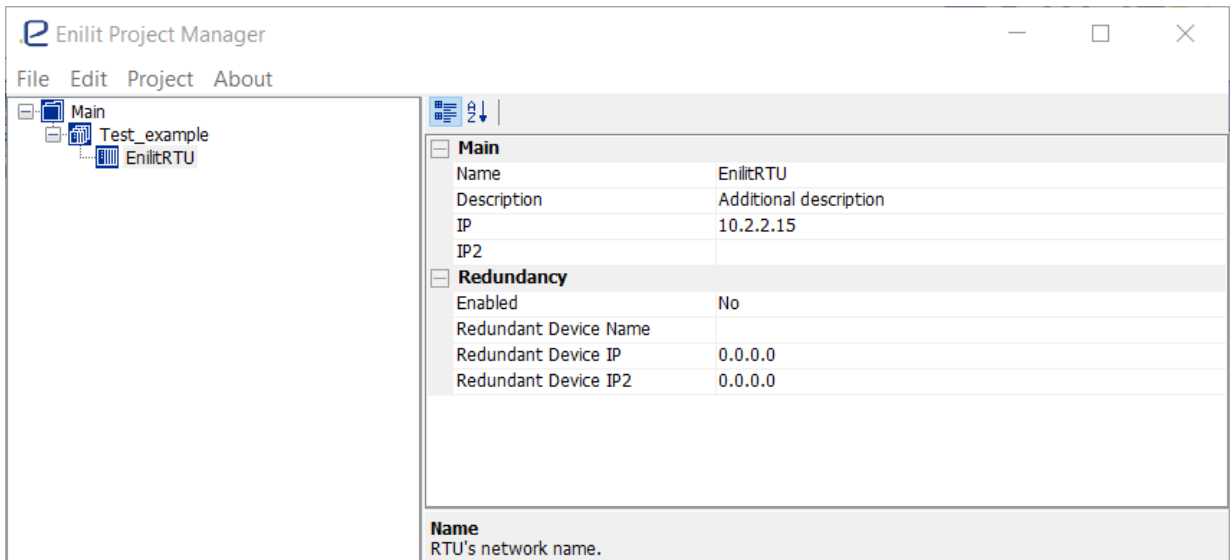 Enilit Project Manager
File Edit Project About
Main
Test_example
EnilitRTU
Main
Name EnilitRTU
Description Additional description
IP 10.2.2.15
IP2
Redundancy
Enabled No
Redundant Device Name
Redundant Device IP 0.0.0.0
Redundant Device IP2 0.0.0.0
Name
RTU's network name.